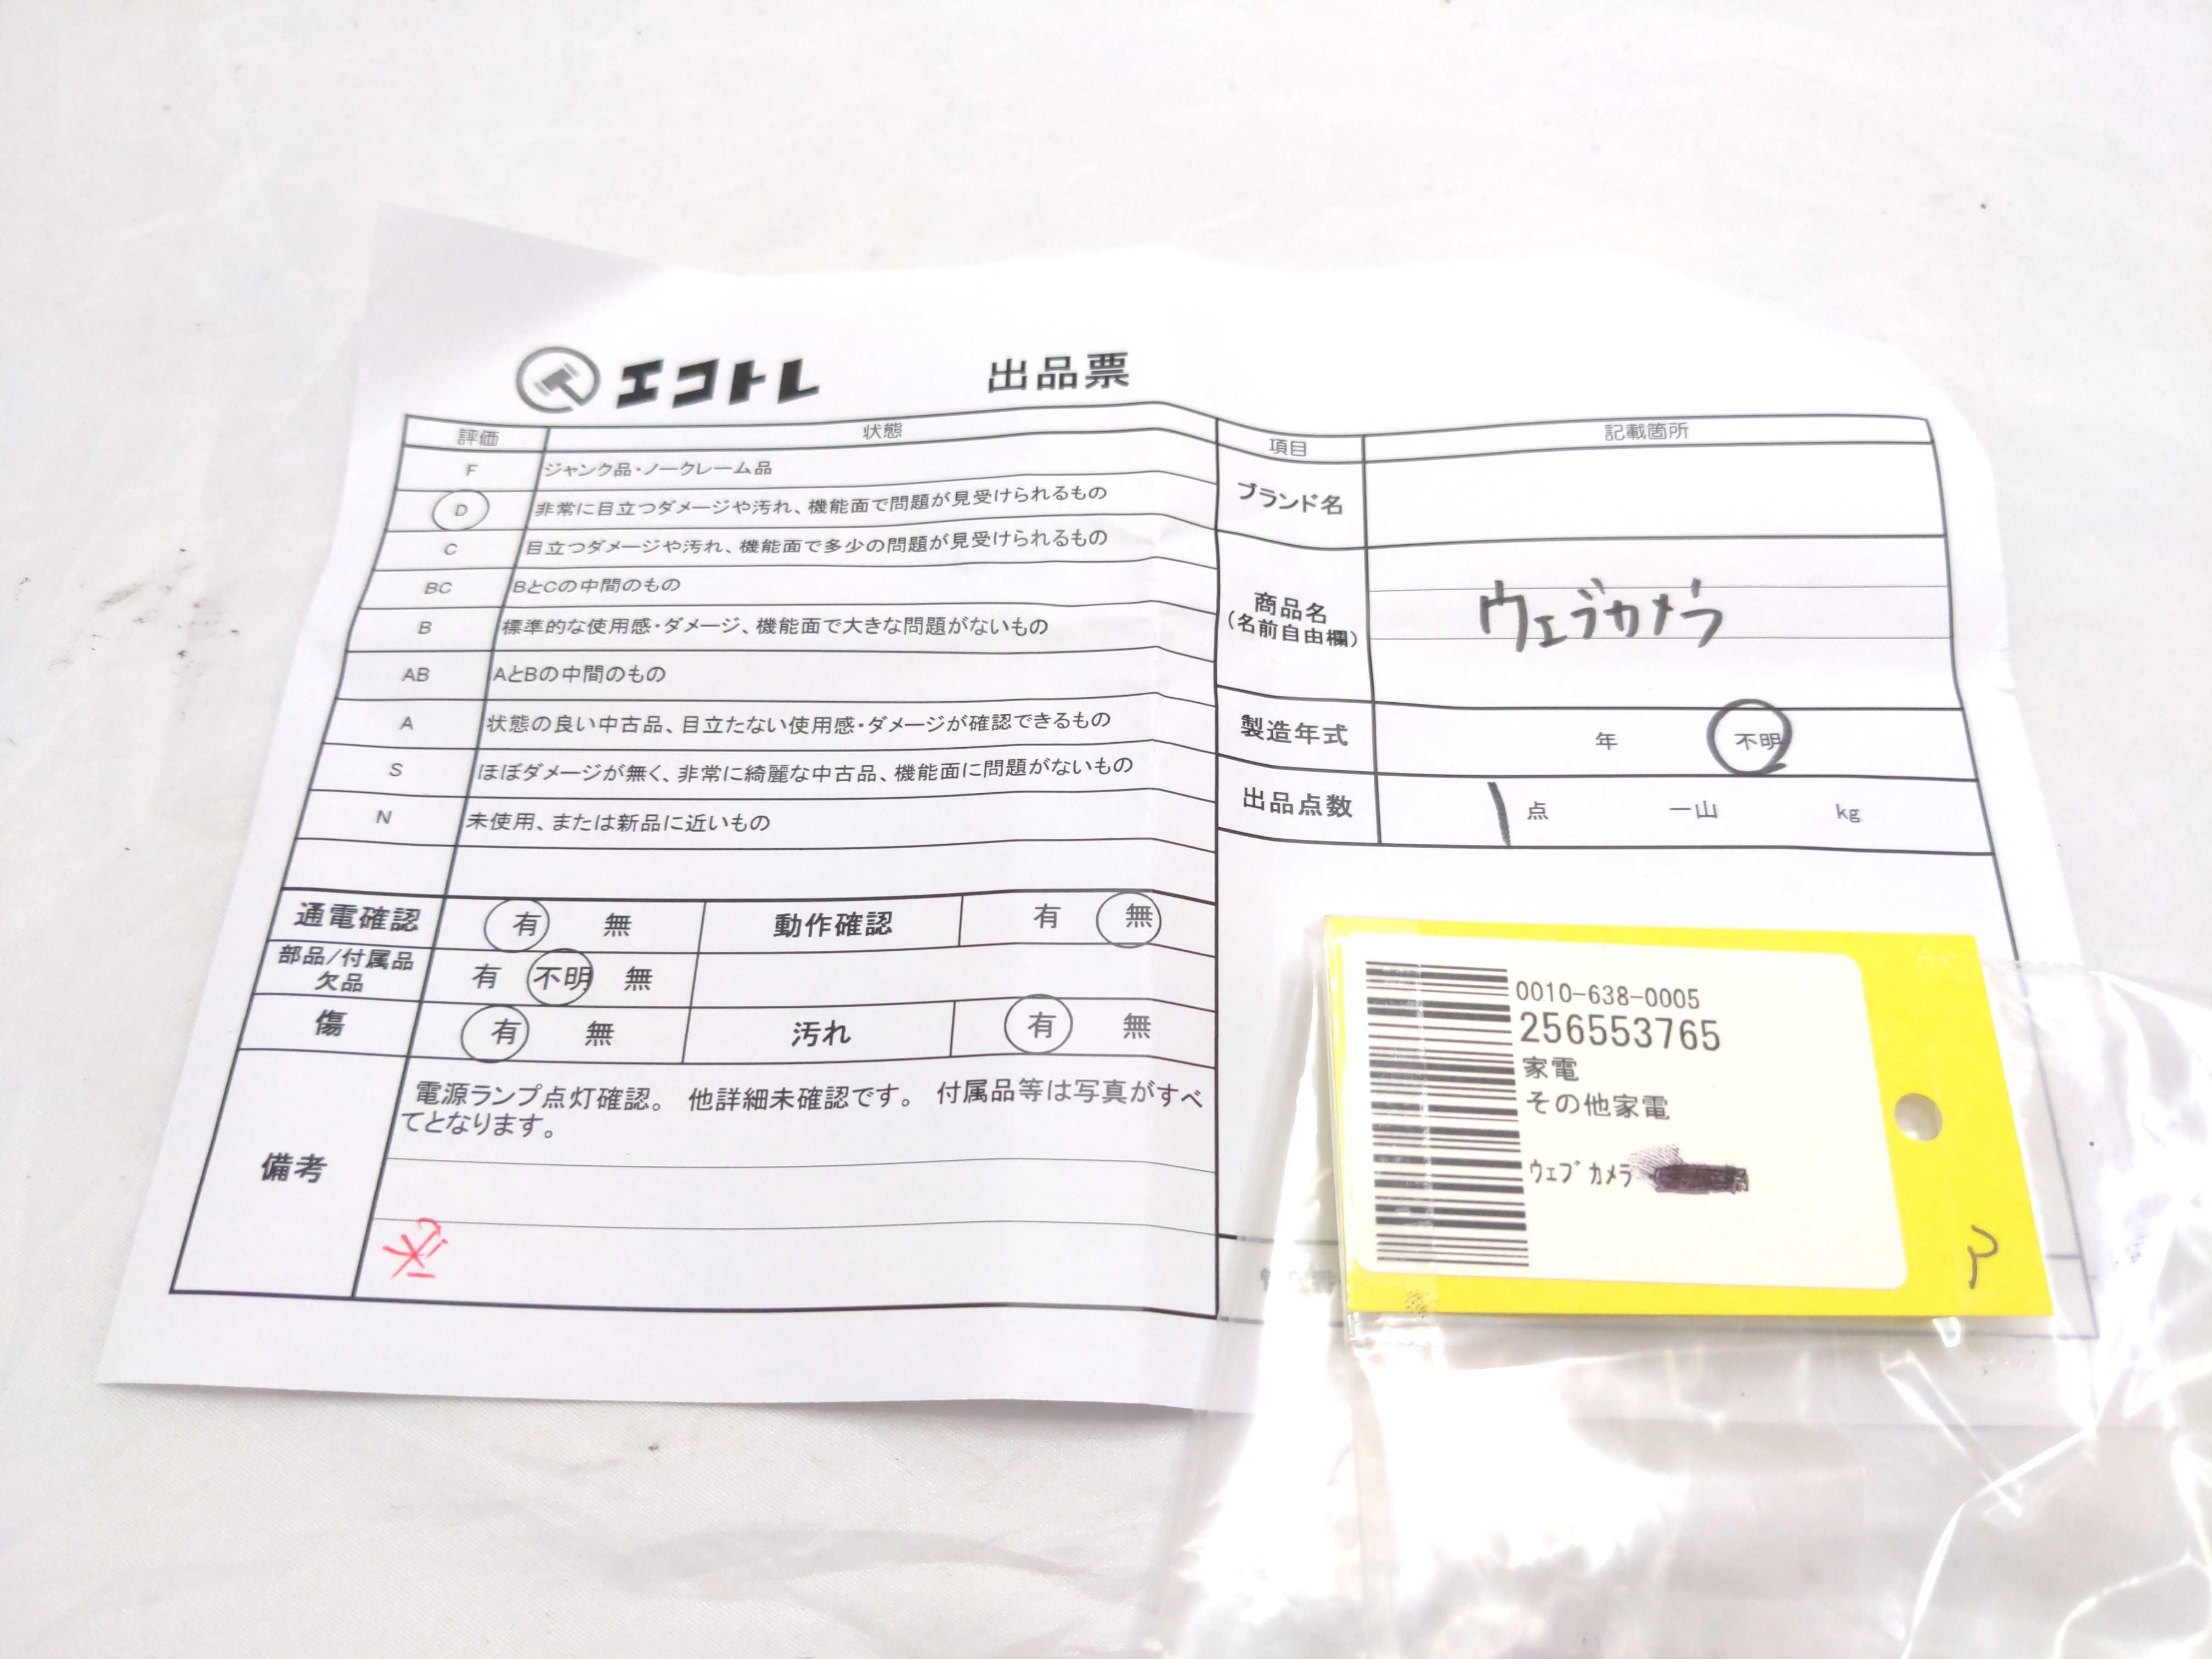 エコトレ 出品票
評価 状態
F ジャンク品・ノークレーム品
D 非常に目立つダメージや汚れ、機能面で問題が見受けられるもの
C 目立つダメージや汚れ、機能面で多少の問題が見受けられるもの
BC BとCの中間のもの
B 標準的な使用感・ダメージ、機能面で大きな問題がないもの
AB AとBの中間のもの
A 状態の良い中古品、目立たない使用感・ダメージが確認できるもの
S ほぼダメージが無く、非常に綺麗な中古品、機能面に問題がないもの
N 未使用、または新品に近いもの
通電確認 有 無 動作確認 有 無
部品/付属品
欠品 有 不明 無
傷 有 無 汚れ 有 無
備考
電源ランプ点灯確認。 他詳細未確認です。 付属品等は写真がすべ
てとなります。
項目 記載箇所
ブランド名
商品名
(名前自由欄)
ウェブカメラ
製造年式 年 不明
出品点数 1 点 一山 kg
0010-638-0005
256553765
家電
その他家電
ウェブカメラ